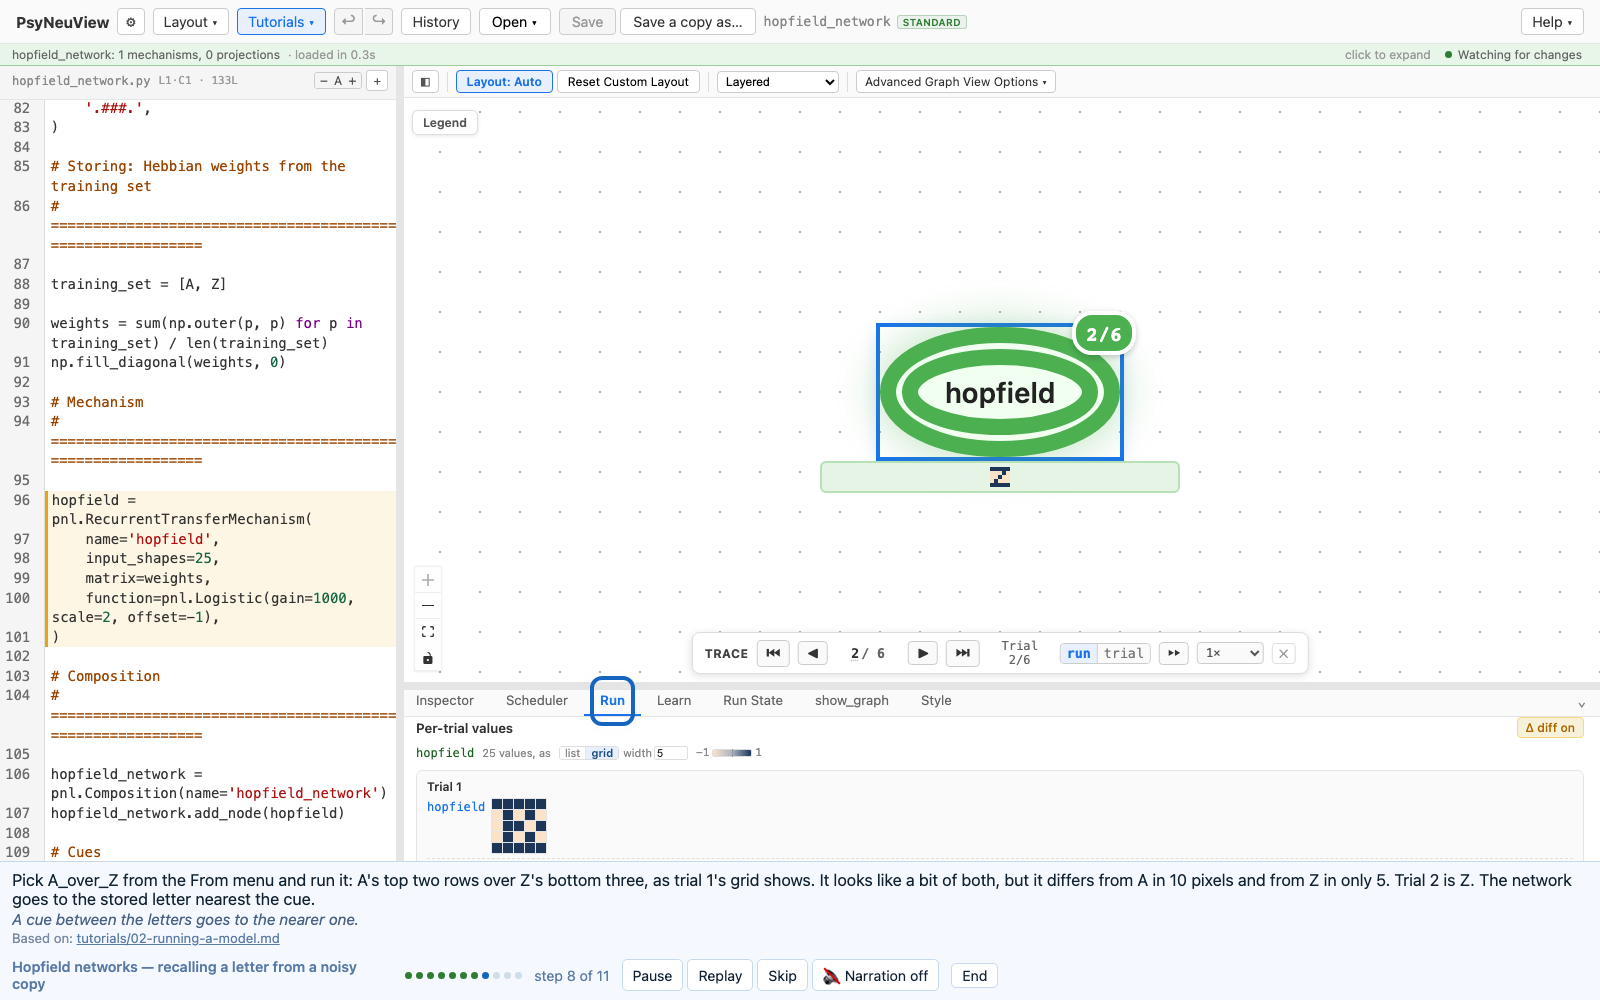 PsyNeuView ⚙ Layout ▾ Tutorials ▾ ↩ ↪ History Open ▾ Save Save a copy as... hopfield_network STANDARD Help ▾
hopfield_network: 1 mechanisms, 0 projections · loaded in 0.3s click to expand Watching for changes
hopfield_network.py L1·C1 · 133L − A + +
Layout: Auto Reset Custom Layout Layered Advanced Graph View Options ▾
Legend
82 '.###.',
83 )
84
85 # Storing: Hebbian weights from the
training set
86 #
=========================================
==================
87
88 training_set = [A, Z]
89
90 weights = sum(np.outer(p, p) for p in
training_set) / len(training_set)
91 np.fill_diagonal(weights, 0)
92
93 # Mechanism
94 #
=========================================
==================
95
96 hopfield =
pnl.RecurrentTransferMechanism(
97 name='hopfield',
98 input_shapes=25,
99 matrix=weights,
100 function=pnl.Logistic(gain=1000,
scale=2, offset=−1),
101 )
102
103 # Composition
104 #
=========================================
==================
105
106 hopfield_network =
pnl.Composition(name='hopfield_network')
107 hopfield_network.add_node(hopfield)
108
109 # Cues
2/6
hopfield
TRACE 2 / 6 Trial 2/6 run trial 1×
Inspector Scheduler Run Learn Run State show_graph Style
Per-trial values Δ diff on
hopfield 25 values, as list grid width 5 −1 1
Trial 1
hopfield
Pick A_over_Z from the From menu and run it: A's top two rows over Z's bottom three, as trial 1's grid shows. It looks like a bit of both, but it differs from A in 10 pixels and from Z in only 5. Trial 2 is Z. The network
goes to the stored letter nearest the cue.
A cue between the letters goes to the nearer one.
Based on: tutorials/02-running-a-model.md
Hopfield networks — recalling a letter from a noisy
copy
step 8 of 11 Pause Replay Skip Narration off End